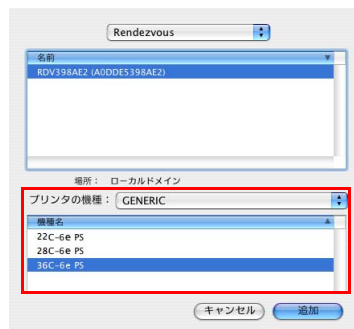 Rendezvous
名前
RDV398AE2 (A0DDE5398AE2)
場所： ローカルドメイン
プリンタの機種： GENERIC
機種名
22C-6e PS
28C-6e PS
36C-6e PS
キャンセル 追加